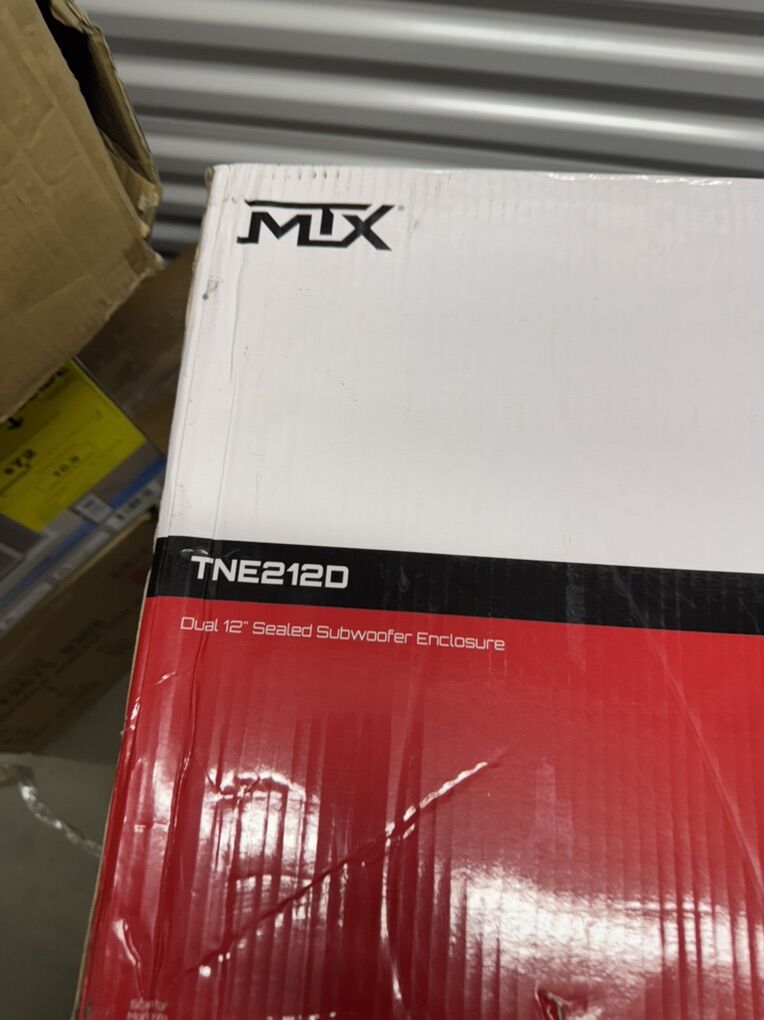 MTX®
TNE212D
Dual 12" Sealed Subwoofer Enclosure